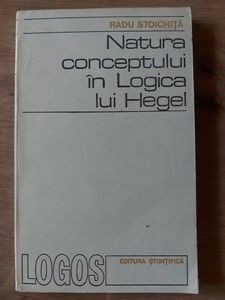 RADU STOICHIȚĂ
Natura
conceptului
în Logica
lui Hegel
EDITURA ȘTIINȚIFICĂ
LOGOS